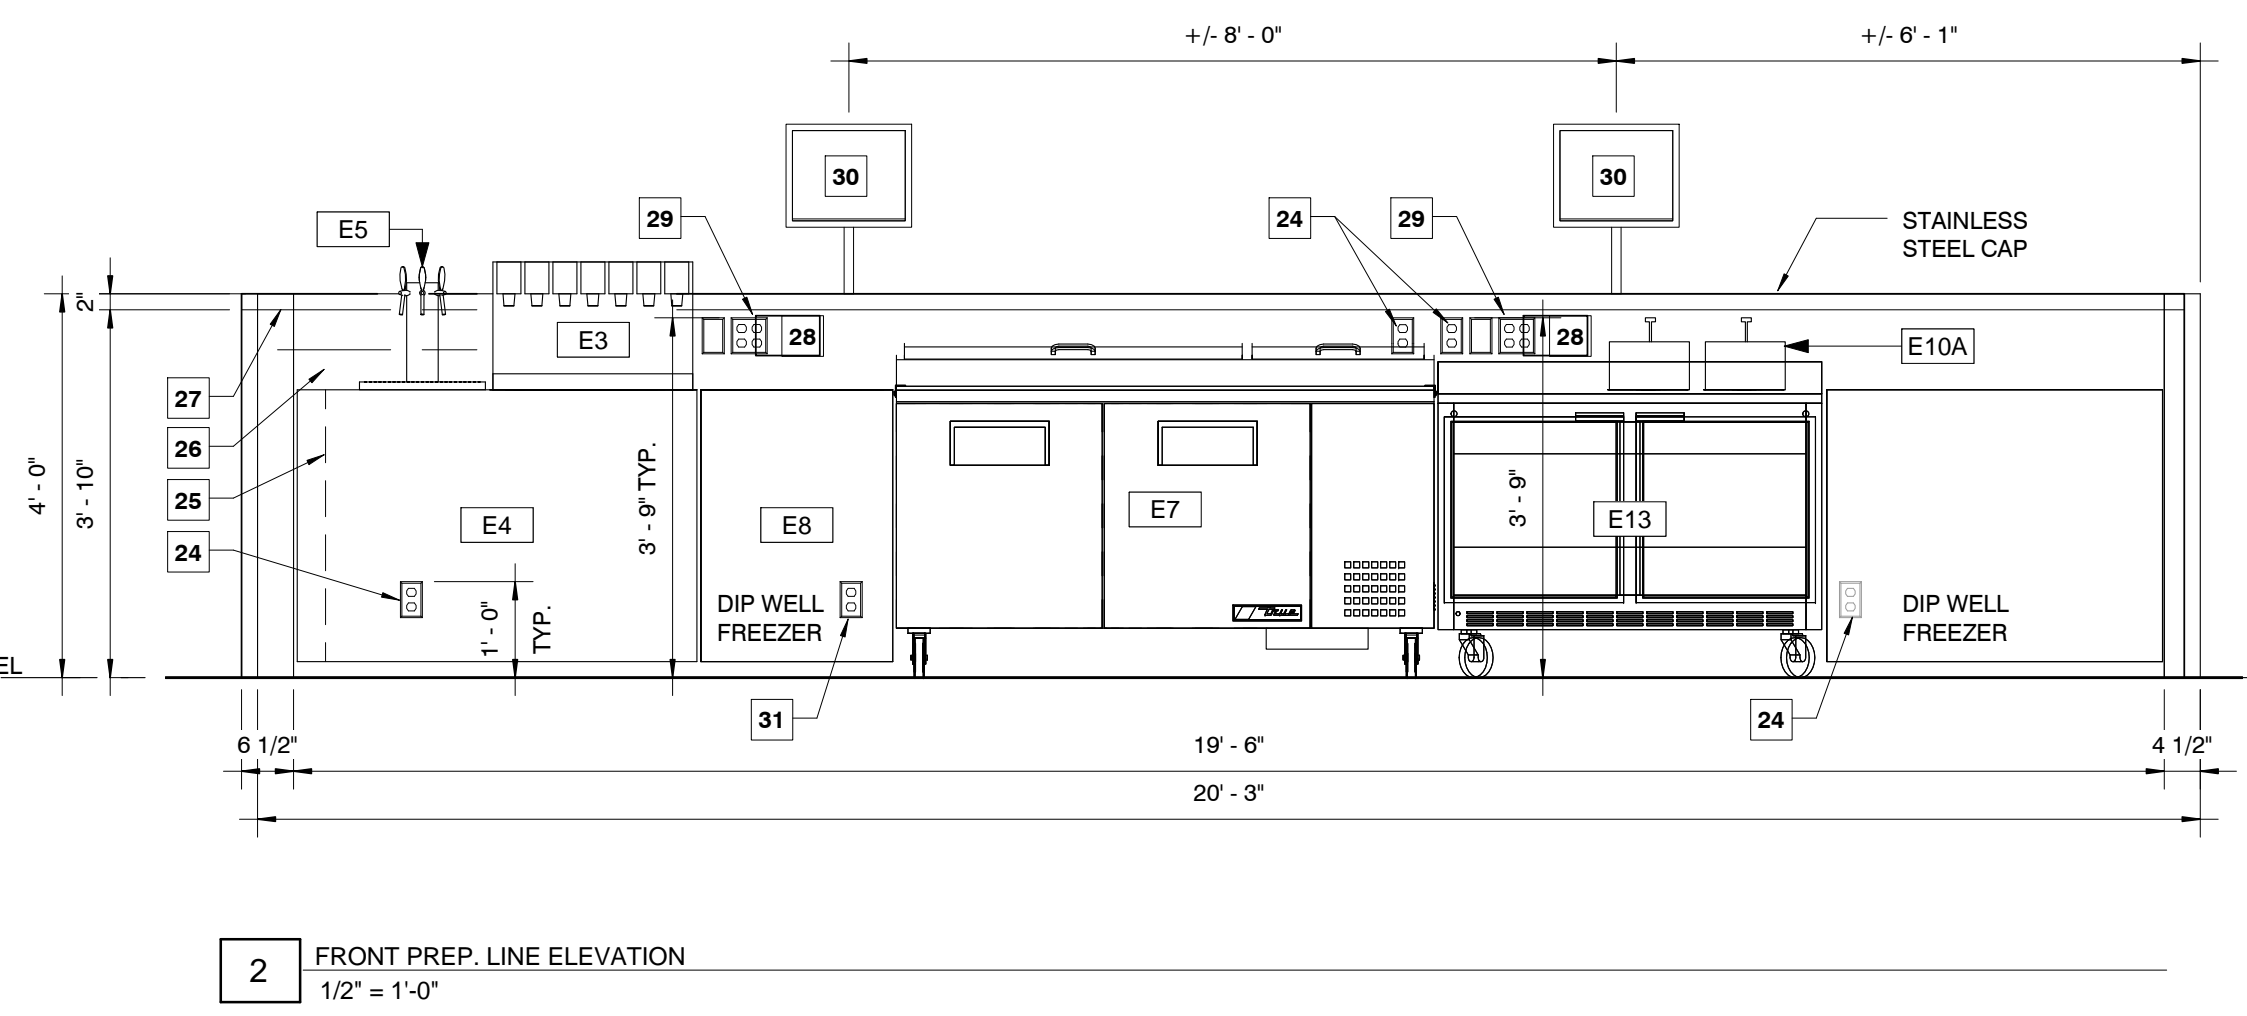 +/- 8' - 0"
+/- 6' - 1"
30
30
29
24
29
STAINLESS
STEEL CAP
E5
2"
E3
28
28
E10A
27
26
25
24
4' - 0"
3' - 10"
3' - 9" TYP.
3' - 9"
E4
E8
E7
E13
1' - 0"
TYP.
DIP WELL
FREEZER
True
DIP WELL
FREEZER
EL
31
24
6 1/2"
19' - 6"
4 1/2"
20' - 3"
2
FRONT PREP. LINE ELEVATION
1/2" = 1'-0"